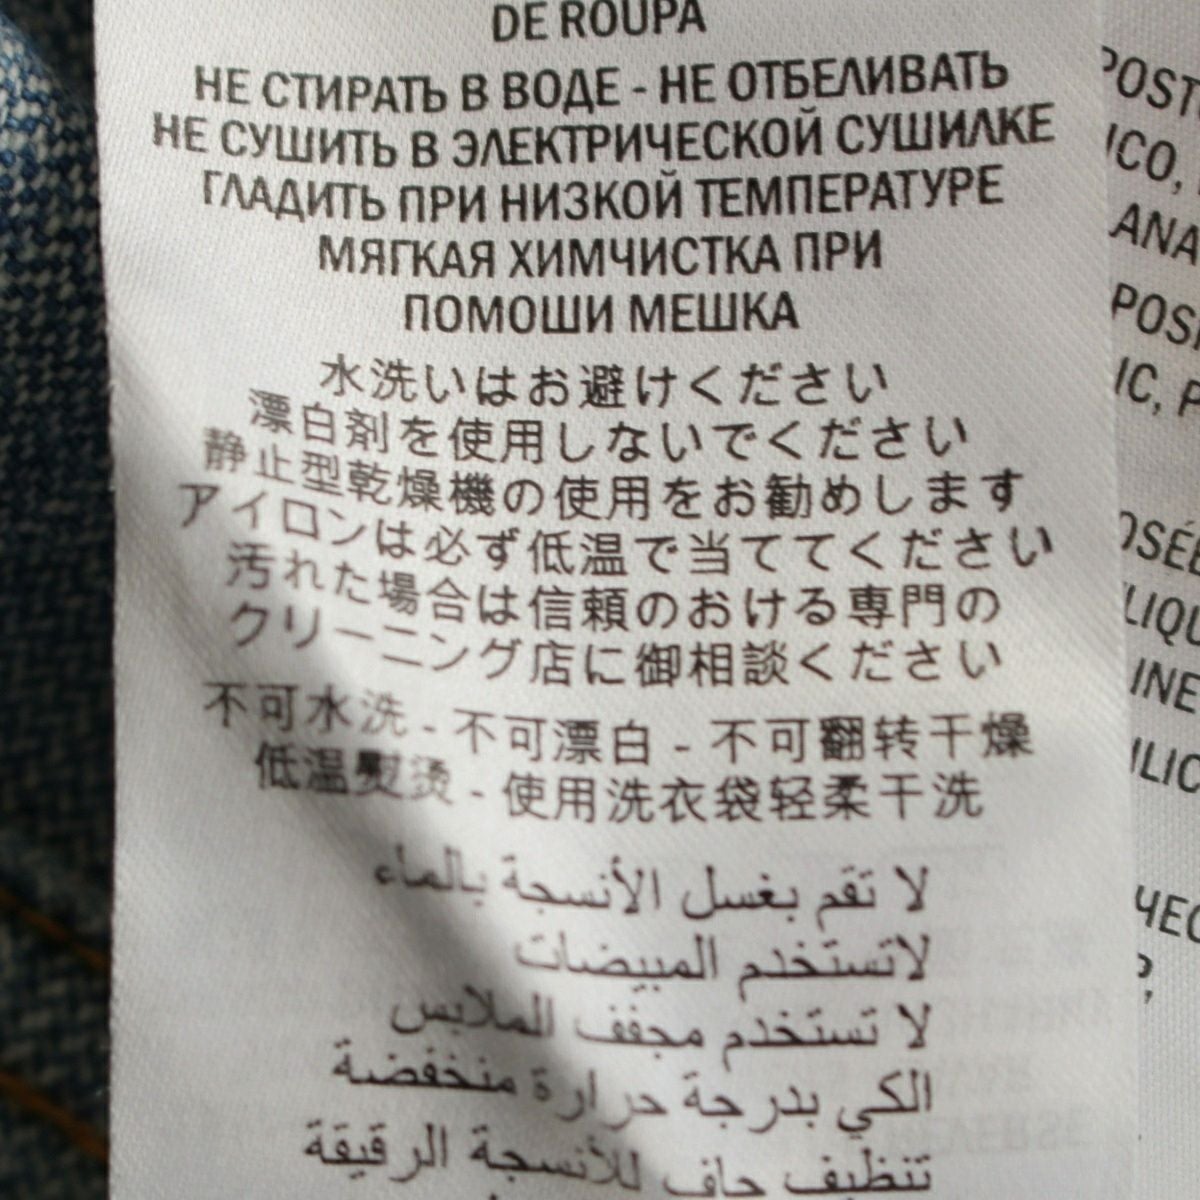 DE ROUPA
НЕ СТИРАТЬ В ВОДЕ - НЕ ОТБЕЛИВАТЬ
НЕ СУШИТЬ В ЭЛЕКТРИЧЕСКОЙ СУШИЛКЕ
ГЛАДИТЬ ПРИ НИЗКОЙ ТЕМПЕРАТУРЕ
МЯГКАЯ ХИМЧИСТКА ПРИ
ПОМОШИ МЕШКА
水洗いはお避けください
漂白剤を使用しないでください
静止型乾燥機の使用をお勧めします
アイロンは必ず低温で当ててください
汚れた場合は信頼のおける専門の
クリーニング店に御相談ください
不可水洗 - 不可漂白 - 不可翻转干燥
低温熨烫 - 使用洗衣袋轻柔干洗
لا تقم بغسل الأنسجة بالماء
لاتستخدم المبيضات
لا تستخدم مجفف الملابس
الكي بدرجة حرارة منخفضة
تنظيف جاف للأنسجة الرقيقة